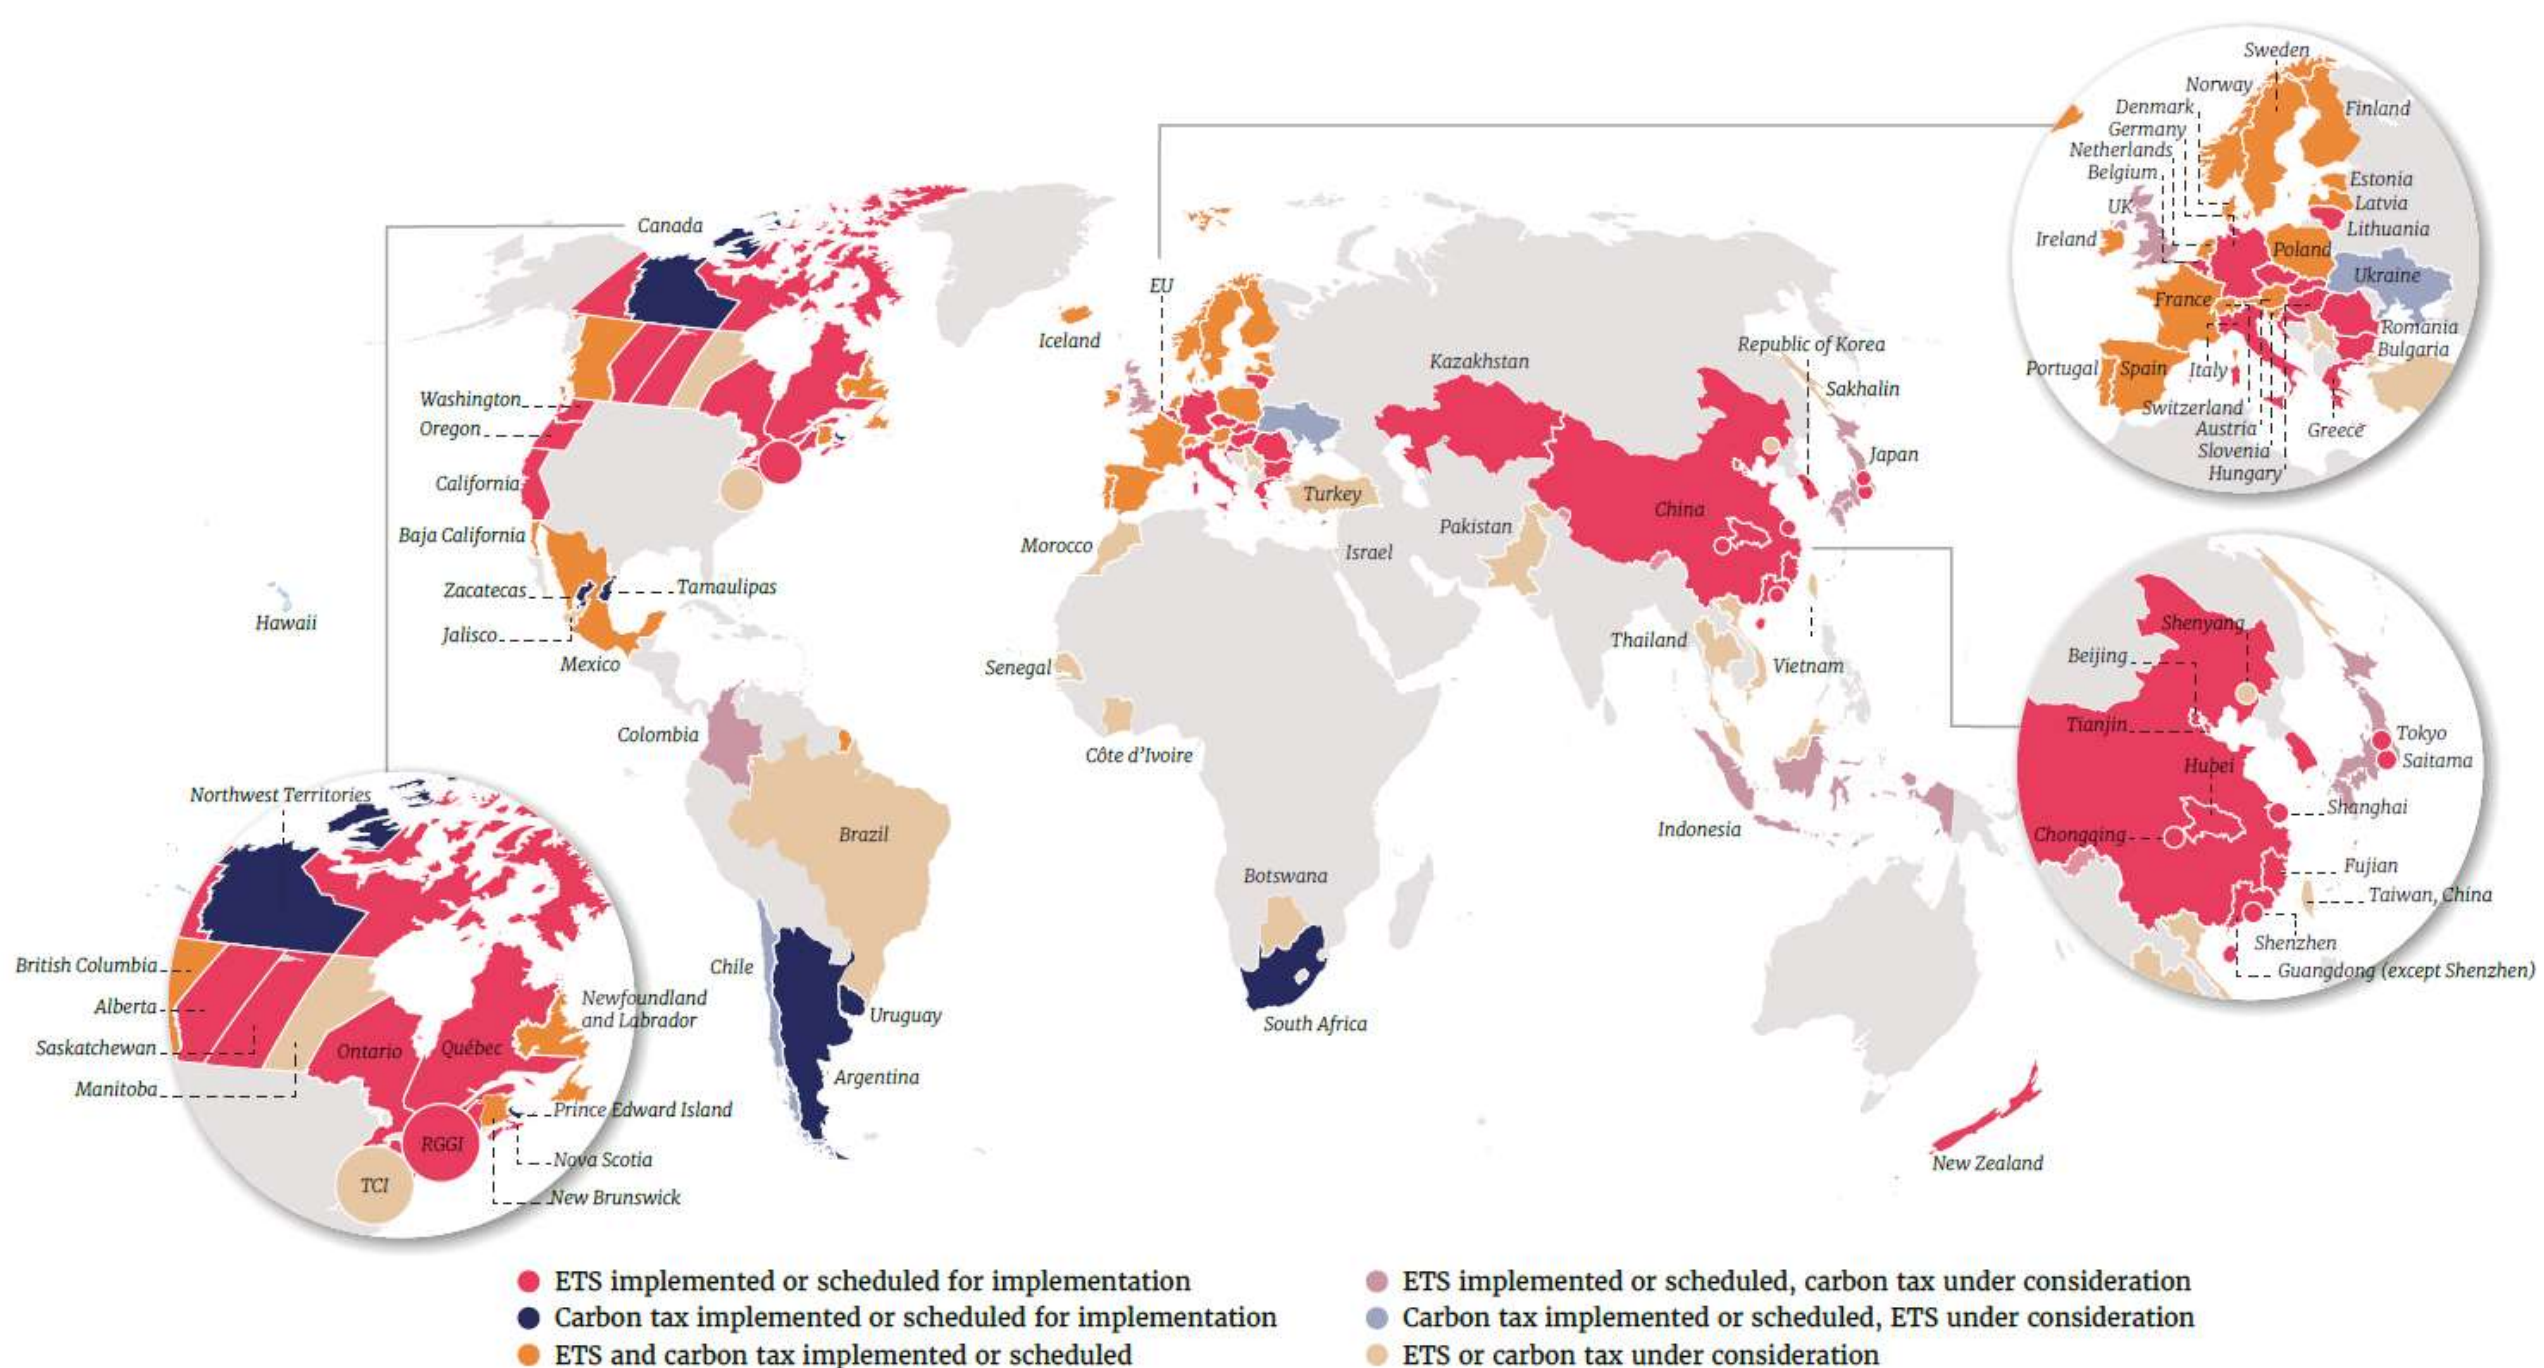 Sweden
Norway
Denmark
Finland
Germany
Netherlands
Belgium
Estonia
Latvia
UK
Lithuania
Ireland
Poland
Ukraine
France
Romania
Bulgaria
Portugal
Spain
Italy
Switzerland
Austria
Greece
Slovenia
Hungary
Canada
EU
Iceland
Republic of Korea
Kazakhstan
Sakhalin
Washington
Oregon
Japan
California
Turkey
China
Baja California
Pakistan
Morocco
Israel
Zacatecas
Tamaulipas
Hawaii
Jalisco
Thailand
Mexico
Senegal
Vietnam
Colombia
Côte d'Ivoire
Brazil
Indonesia
Botswana
Chile
Uruguay
South Africa
Argentina
New Zealand
Shenyang
Beijing
Tianjin
Tokyo
Saitama
Hubei
Shanghai
Chongqing
Fujian
Taiwan, China
Shenzhen
Guangdong (except Shenzhen)
Northwest Territories
British Columbia
Newfoundland
and Labrador
Alberta
Saskatchewan
Ontario
Québec
Manitoba
Prince Edward Island
RGGI
Nova Scotia
TCI
New Brunswick
ETS implemented or scheduled for implementation
Carbon tax implemented or scheduled for implementation
ETS and carbon tax implemented or scheduled
ETS implemented or scheduled, carbon tax under consideration
Carbon tax implemented or scheduled, ETS under consideration
ETS or carbon tax under consideration